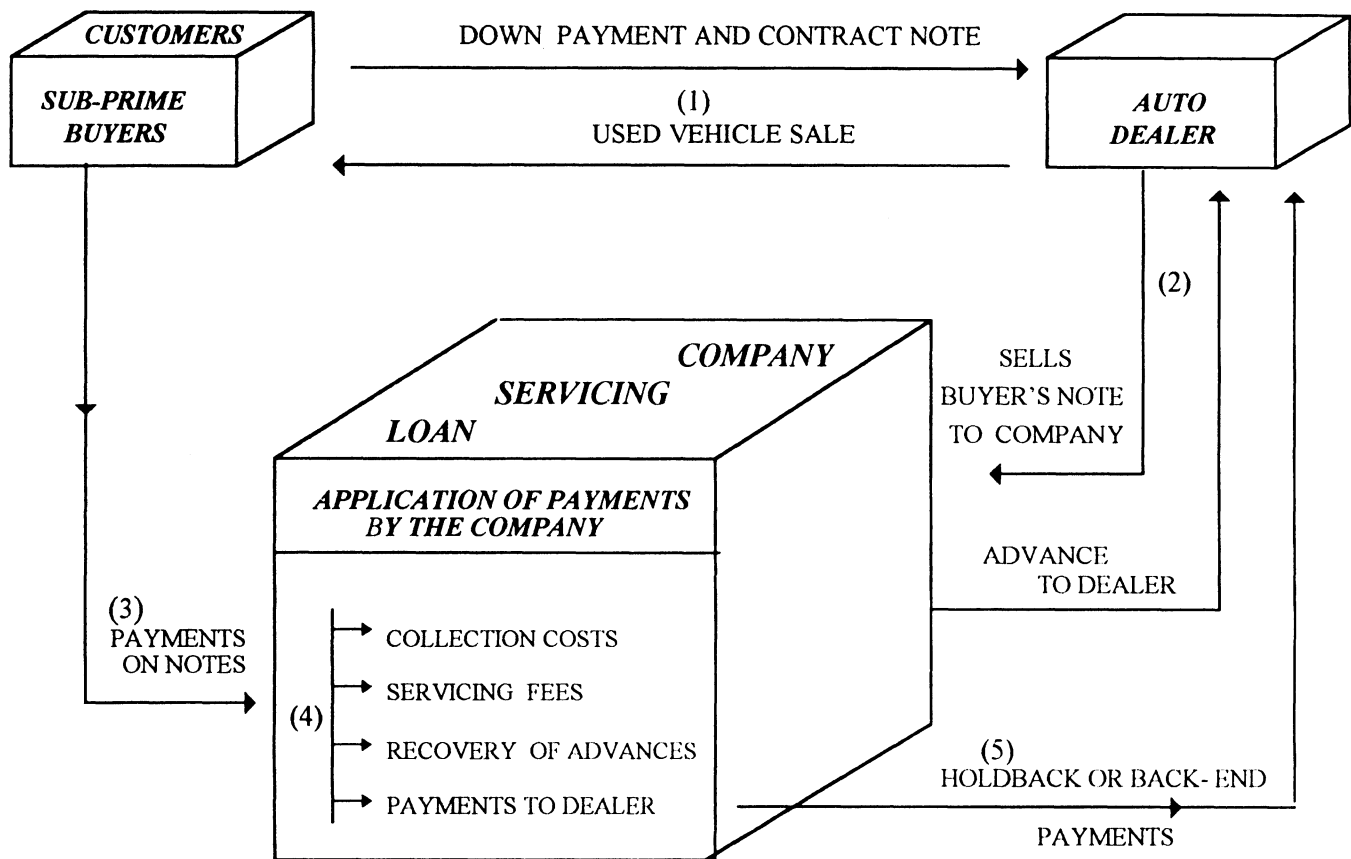 CUSTOMERS
SUB-PRIME
BUYERS
DOWN PAYMENT AND CONTRACT NOTE
(1)
USED VEHICLE SALE
AUTO
DEALER
(2)
SELLS
BUYER'S NOTE
TO COMPANY
COMPANY
SERVICING
LOAN
APPLICATION OF PAYMENTS
BY THE COMPANY
ADVANCE
TO DEALER
(3)
PAYMENTS
ON NOTES
(4)
COLLECTION COSTS
SERVICING FEES
RECOVERY OF ADVANCES
PAYMENTS TO DEALER
(5)
HOLDBACK OR BACK-END
PAYMENTS